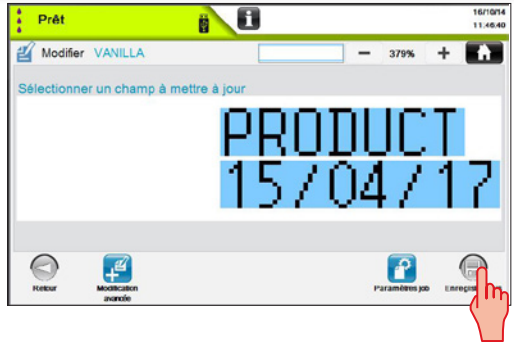 Prêt
16/10/14
11:46:40
Modifier VANILLA
379%
Sélectionner un champ à mettre à jour
PRODUCT
15/04/17
Retour
Modification avancée
Paramètres job